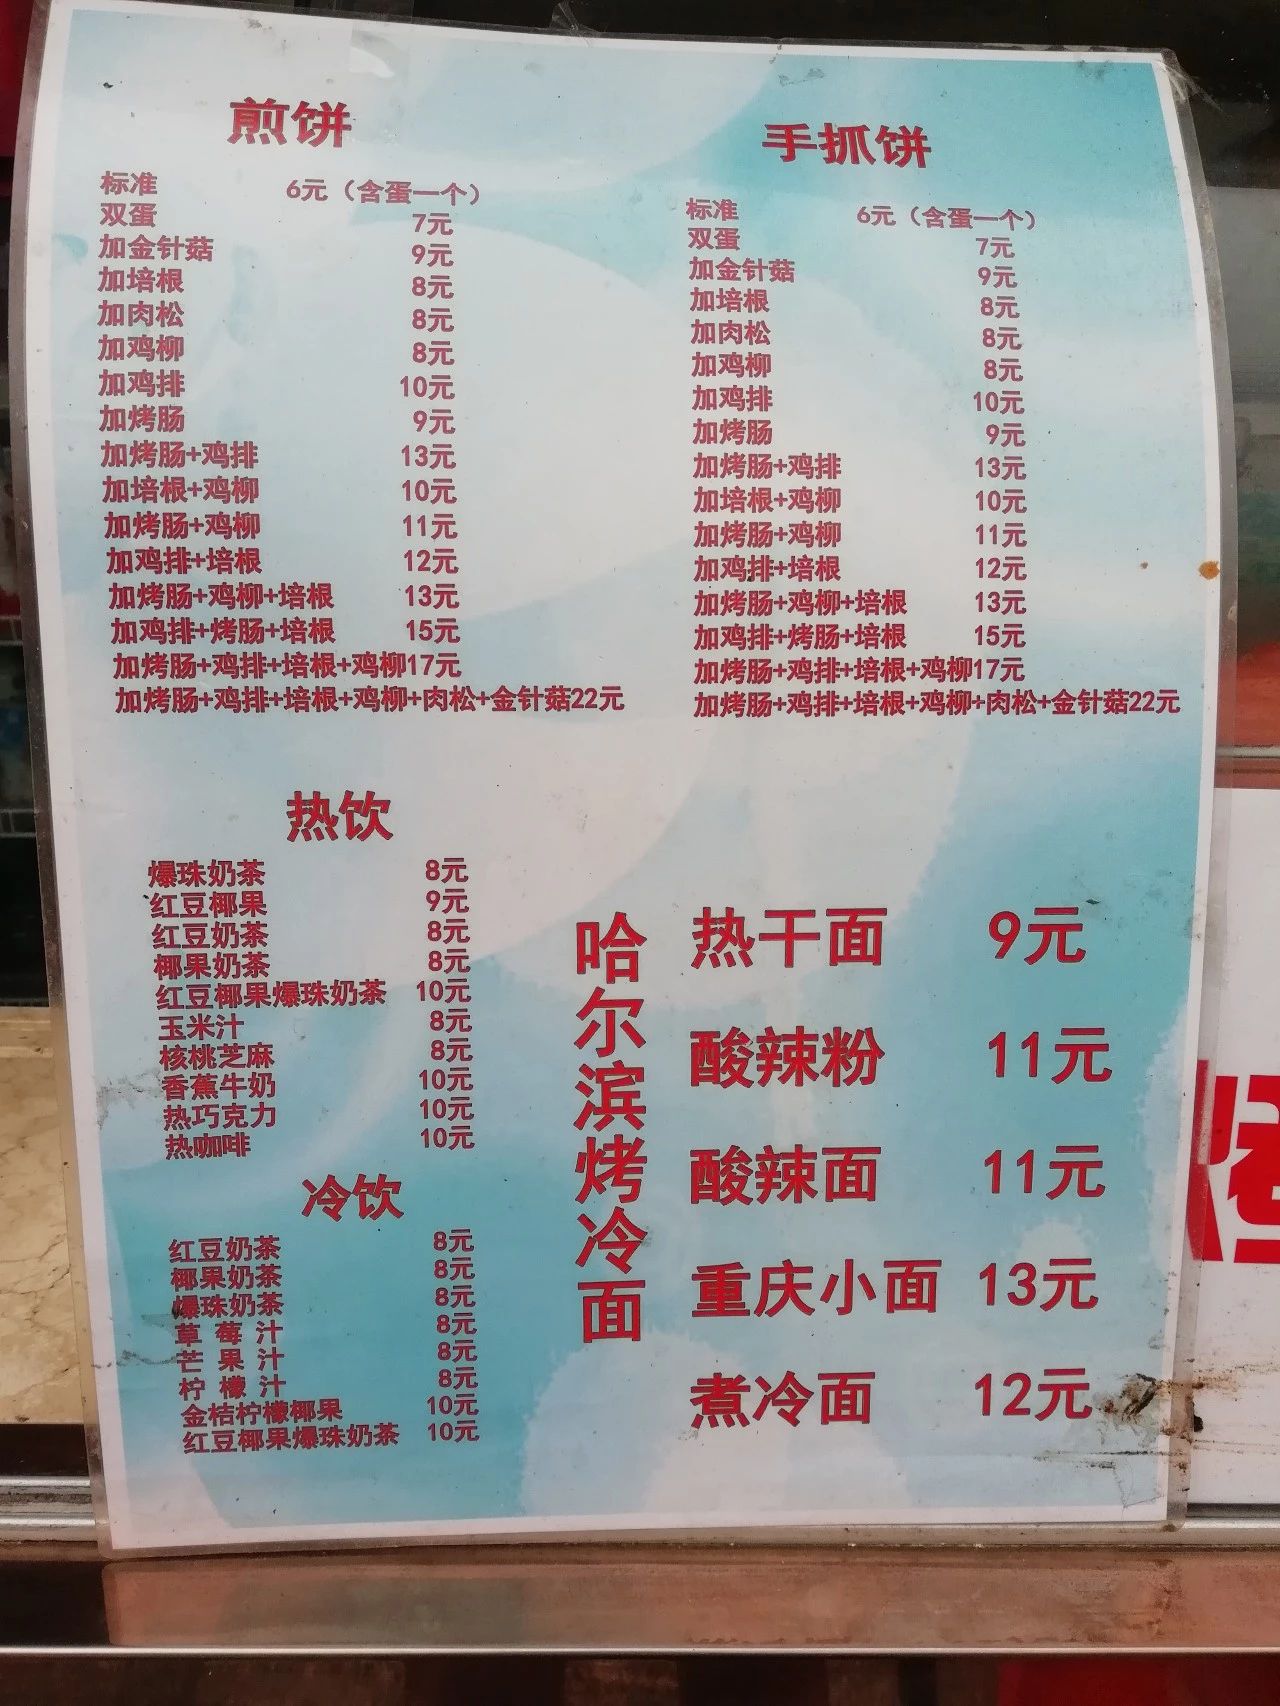 煎饼
标准 6元（含蛋一个）
双蛋 7元
加金针菇 9元
加培根 8元
加肉松 8元
加鸡柳 8元
加鸡排 10元
加烤肠 9元
加烤肠+鸡排 13元
加培根+鸡柳 10元
加烤肠+鸡柳 11元
加鸡排+培根 12元
加烤肠+鸡柳+培根 13元
加鸡排+烤肠+培根 15元
加烤肠+鸡排+培根+鸡柳17元
加烤肠+鸡排+培根+鸡柳+肉松+金针菇22元
手抓饼
标准 6元（含蛋一个）
双蛋 7元
加金针菇 9元
加培根 8元
加肉松 8元
加鸡柳 8元
加鸡排 10元
加烤肠 9元
加烤肠+鸡排 13元
加培根+鸡柳 10元
加烤肠+鸡柳 11元
加鸡排+培根 12元
加烤肠+鸡柳+培根 13元
加鸡排+烤肠+培根 15元
加烤肠+鸡排+培根+鸡柳17元
加烤肠+鸡排+培根+鸡柳+肉松+金针菇22元
热饮
爆珠奶茶 8元
红豆椰果 9元
红豆奶茶 8元
椰果奶茶 8元
红豆椰果爆珠奶茶 10元
玉米汁 8元
核桃芝麻 8元
香蕉牛奶 10元
热巧克力 10元
热咖啡 10元
冷饮
红豆奶茶 8元
椰果奶茶 8元
爆珠奶茶 8元
草莓汁 8元
芒果汁 8元
柠檬汁 8元
金桔柠檬椰果 10元
红豆椰果爆珠奶茶 10元
哈尔滨烤冷面
热干面 9元
酸辣粉 11元
酸辣面 11元
重庆小面 13元
煮冷面 12元